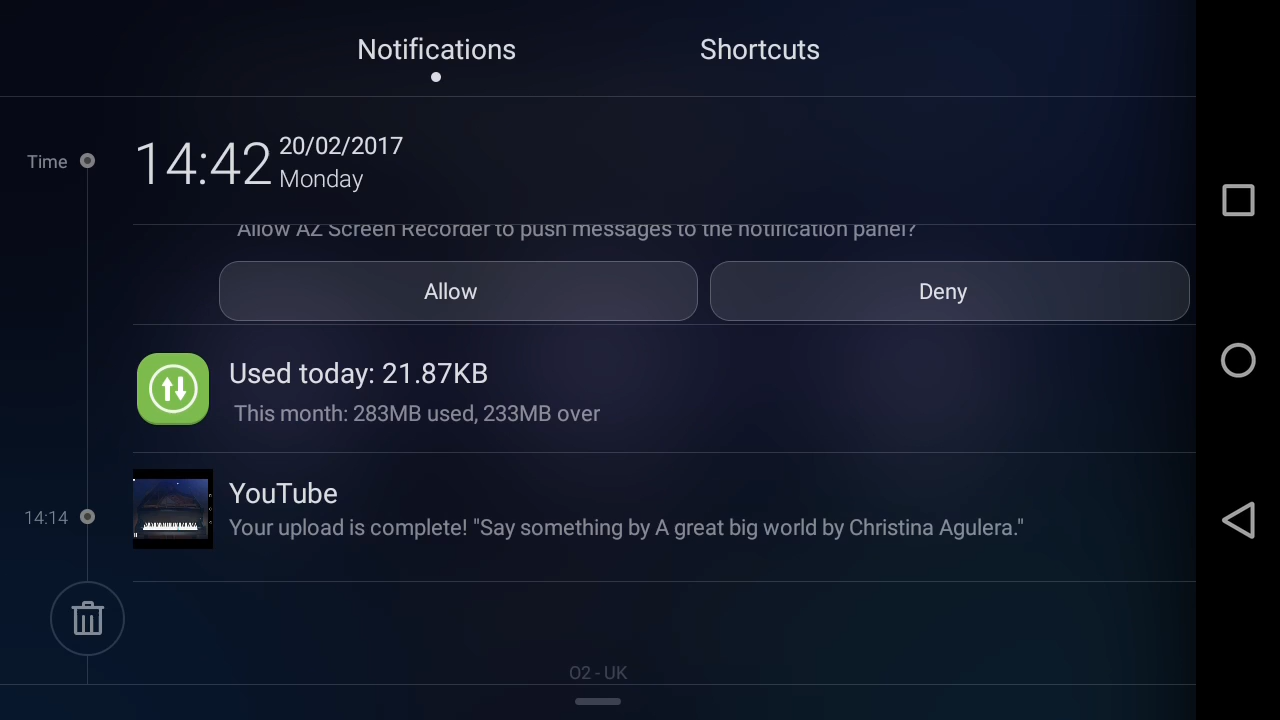 Notifications
Shortcuts
Time
14:42
20/02/2017
Monday
Allow AZ Screen Recorder to push messages to the notification panel?
Allow
Deny
Used today: 21.87KB
This month: 283MB used, 233MB over
14:14
YouTube
Your upload is complete! "Say something by A great big world by Christina Agulera."
O2 - UK